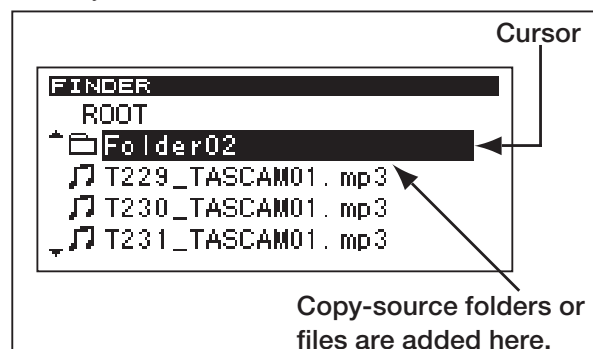 Cursor
FINDER
ROOT
Folder02
T229_TASCAM01.mp3
T230_TASCAM01.mp3
T231_TASCAM01.mp3
Copy-source folders or
files are added here.